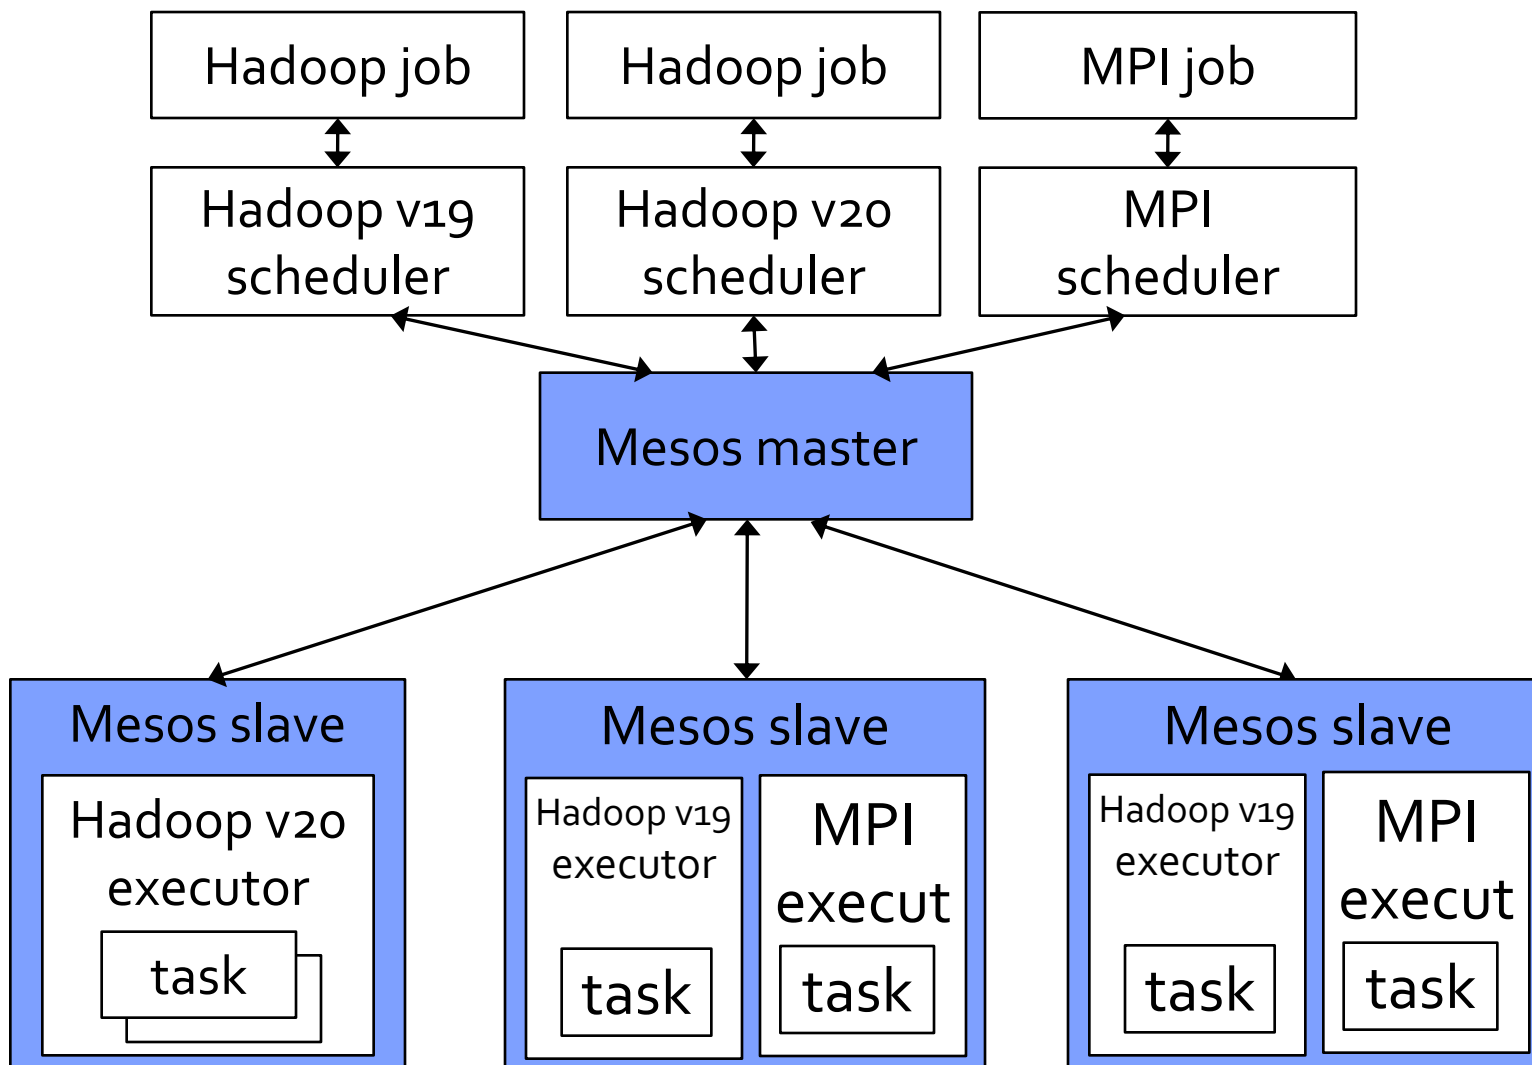 Hadoop job
Hadoop job
MPI job
Hadoop v19
scheduler
Hadoop v20
scheduler
MPI
scheduler
Mesos master
Mesos slave
Hadoop v20
executor
task
Mesos slave
Hadoop v19
executor
task
MPI
execut
task
Mesos slave
Hadoop v19
executor
task
MPI
execut
task